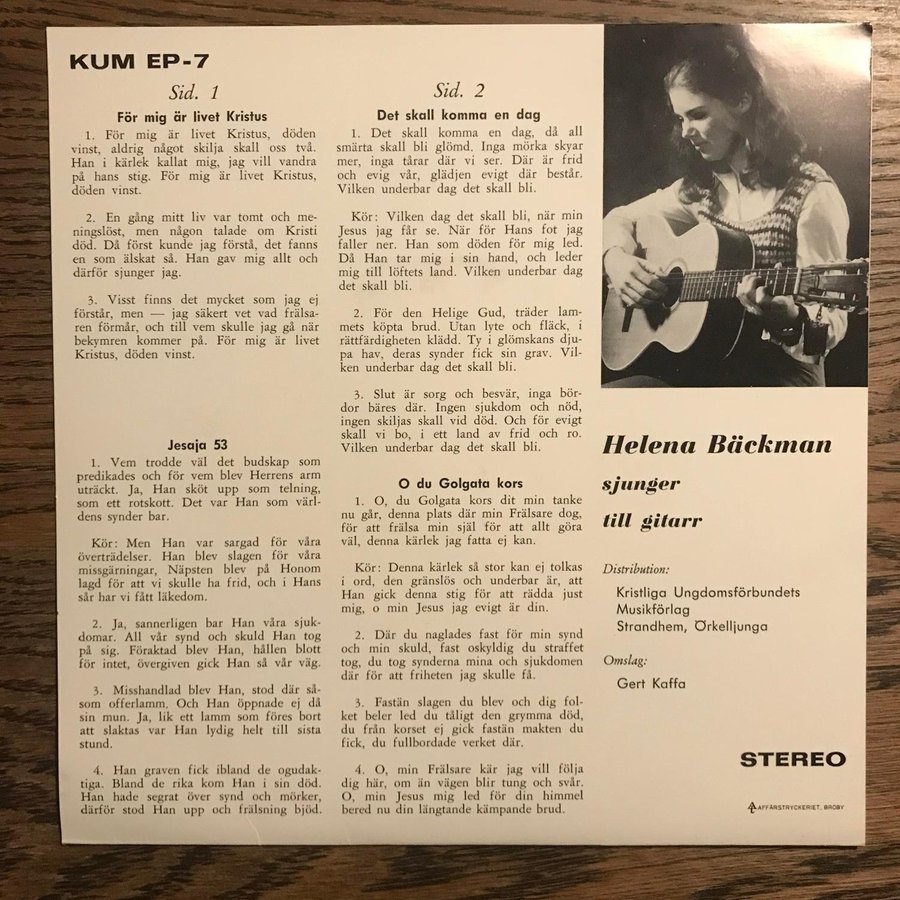 KUM EP-7
Sid. 1
För mig är livet Kristus
1. För mig är livet Kristus, döden
vinst, aldrig något skilja skall oss två.
Han i kärlek kallat mig, jag vill vandra
på hans stig. För mig är livet Kristus,
döden vinst.
2. En gång mitt liv var tomt och me-
ningslöst, men någon talade om Kristi
död. Då först kunde jag förstå, det fanns
en som älskat så. Han gav mig allt och
därför sjunger jag.
3. Visst finns det mycket som jag ej
förstår, men — jag säkert vet vad frälsa-
ren förmår, och till vem skulle jag gå när
bekymren kommer på. För mig är livet
Kristus, döden vinst.
Jesaja 53
1. Vem trodde väl det budskap som
predikades och för vem blev Herrens arm
uträckt. Ja, Han sköt upp som telning,
som ett rotskott. Det var Han som värl-
dens synder bar.
Kör: Men Han var sargad för våra
överträdelser. Han blev slagen för våra
missgärningar, Näpsten blev på Honom
lagd för att vi skulle ha frid, och i Hans
sår har vi fått läkedom.
2. Ja, sannerligen bar Han våra sjuk-
domar. All vår synd och skuld Han tog
på sig. Föraktad blev Han, hållen blott
för intet, övergiven gick Han så vår väg.
3. Misshandlad blev Han, stod där så-
som offerlamm. Och Han öppnade ej då
sin mun. Ja, lik ett lamm som föres bort
att slaktas var Han lydig helt till sista
stund.
4. Han graven fick ibland de ogudak-
tiga. Bland de rika kom Han i sin död.
Han hade segrat över synd och mörker,
därför stod Han upp och frälsning bjöd.
Sid. 2
Det skall komma en dag
1. Det skall komma en dag, då all
smärta skall bli glömd. Inga mörka skyar
mer, inga tårar där vi ser. Där är frid
och evig vår, glädjen evigt där består.
Vilken underbar dag det skall bli.
Kör: Vilken dag det skall bli, när min
Jesus jag får se. När för Hans fot jag
faller ner. Han som döden för mig led.
Då Han tar mig i sin hand, och leder
mig till löftets land. Vilken underbar dag
det skall bli.
2. För den Helige Gud, träder lam-
mets köpta brud. Utan lyte och fläck, i
rättfärdigheten klädd. Ty i glömskans dju-
pa hav, deras synder fick sin grav. Vil-
ken underbar dag det skall bli.
3. Slut är sorg och besvär, inga bör-
dor bäres där. Ingen sjukdom och nöd,
ingen skiljas skall vid död. Och för evigt
skall vi bo, i ett land av frid och ro.
Vilken underbar dag det skall bli.
O du Golgata kors
1. O, du Golgata kors dit min tanke
nu går, denna plats där min Frälsare dog,
för att frälsa min själ för att allt göra
väl, denna kärlek jag fatta ej kan.
Kör: Denna kärlek så stor kan ej tolkas
i ord, den gränslös och underbar är, att
Han gick denna stig för att rädda just
mig, o min Jesus jag evigt är din.
2. Där du naglades fast för min synd
och min skuld, fast oskyldig du straffet
tog, du tog synderna mina och sjukdomen
där för att friheten jag skulle få.
3. Fastän slagen du blev och dig fol-
ket beler led du tåligt den grymma död,
du från korset ej gick fastän makten du
fick, du fullbordade verket där.
4. O, min Frälsare kär jag vill följa
dig här, om än vägen blir tung och svår.
O, min Jesus mig led för din himmel
bered nu din längtande kämpande brud.
Helena Bäckman
sjunger
till gitarr
Distribution:
Kristliga Ungdomsförbundets
Musikförlag
Strandhem, Örkelljunga
Omslag:
Gert Kaffa
STEREO
AFFÄRSTRYCKERIET, BROBY